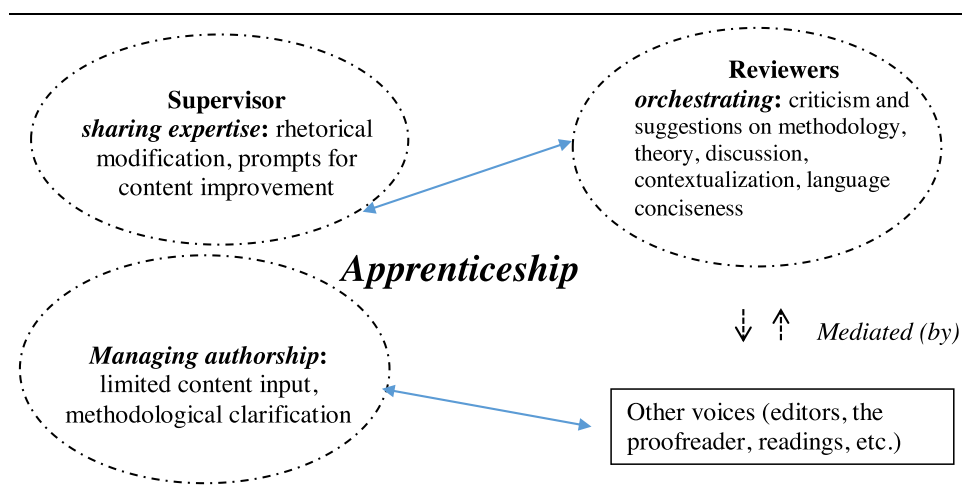 Supervisor
sharing expertise: rhetorical
modification, prompts for
content improvement
Reviewers
orchestrating: criticism and
suggestions on methodology,
theory, discussion,
contextualization, language
conciseness
Apprenticeship
Mediated (by)
Managing authorship:
limited content input,
methodological clarification
Other voices (editors, the
proofreader, readings, etc.)